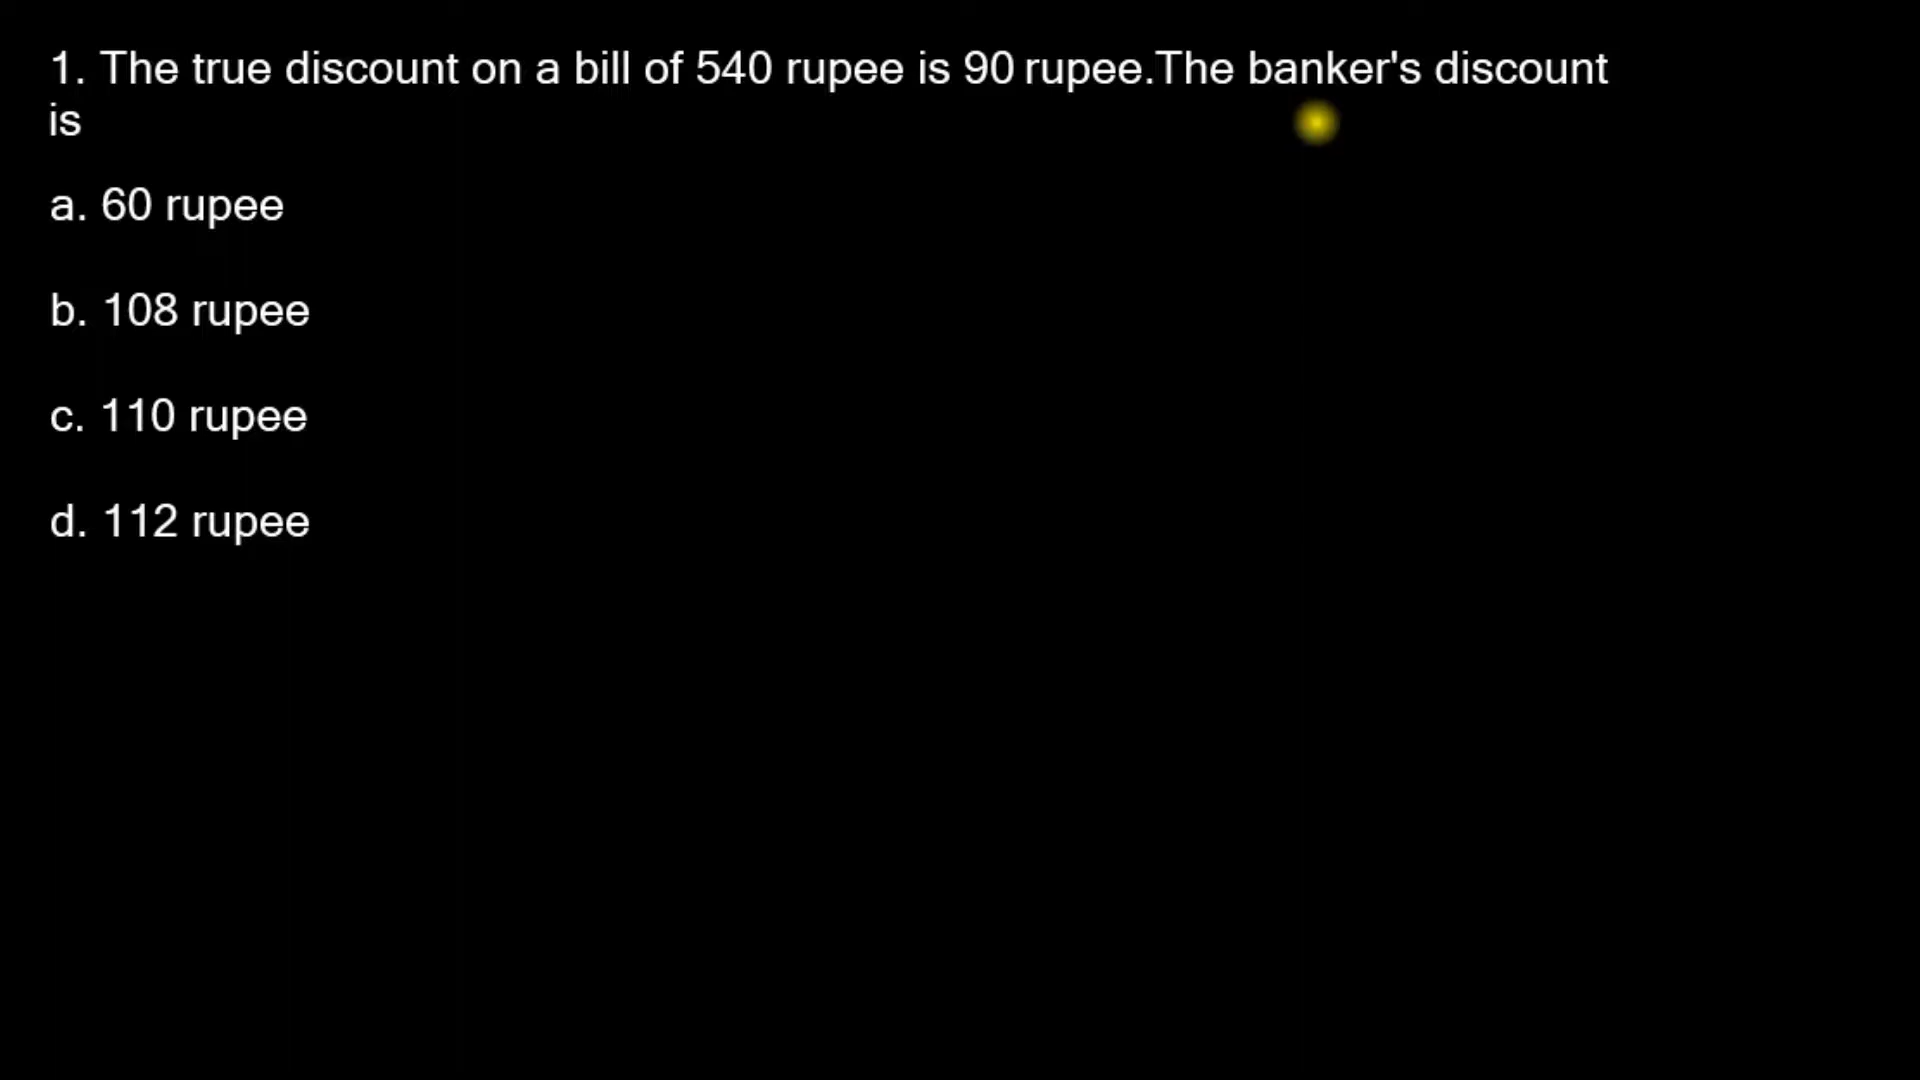 1. The true discount on a bill of 540 rupee is 90 rupee.The banker's discount
is
a. 60 rupee
b. 108 rupee
c. 110 rupee
d. 112 rupee